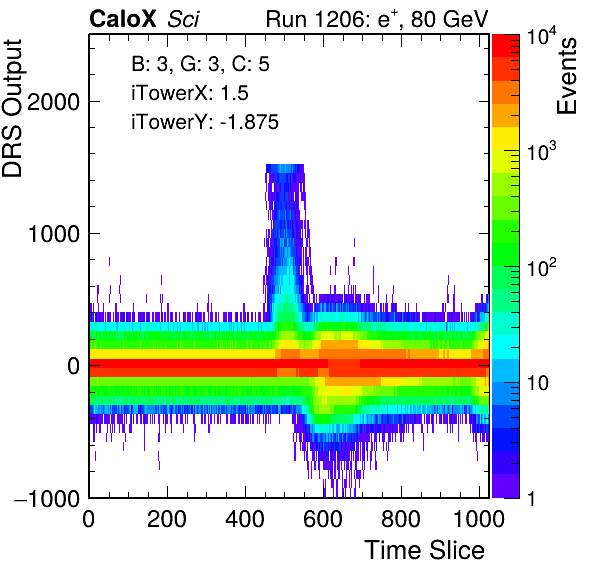 CaloX Sci
Run 1206: e⁺, 80 GeV
B: 3, G: 3, C: 5
iTowerX: 1.5
iTowerY: -1.875
DRS Output
2000
1000
0
−1000
0 200 400 600 800 1000
Time Slice
Events
10⁴
10³
10²
10
1